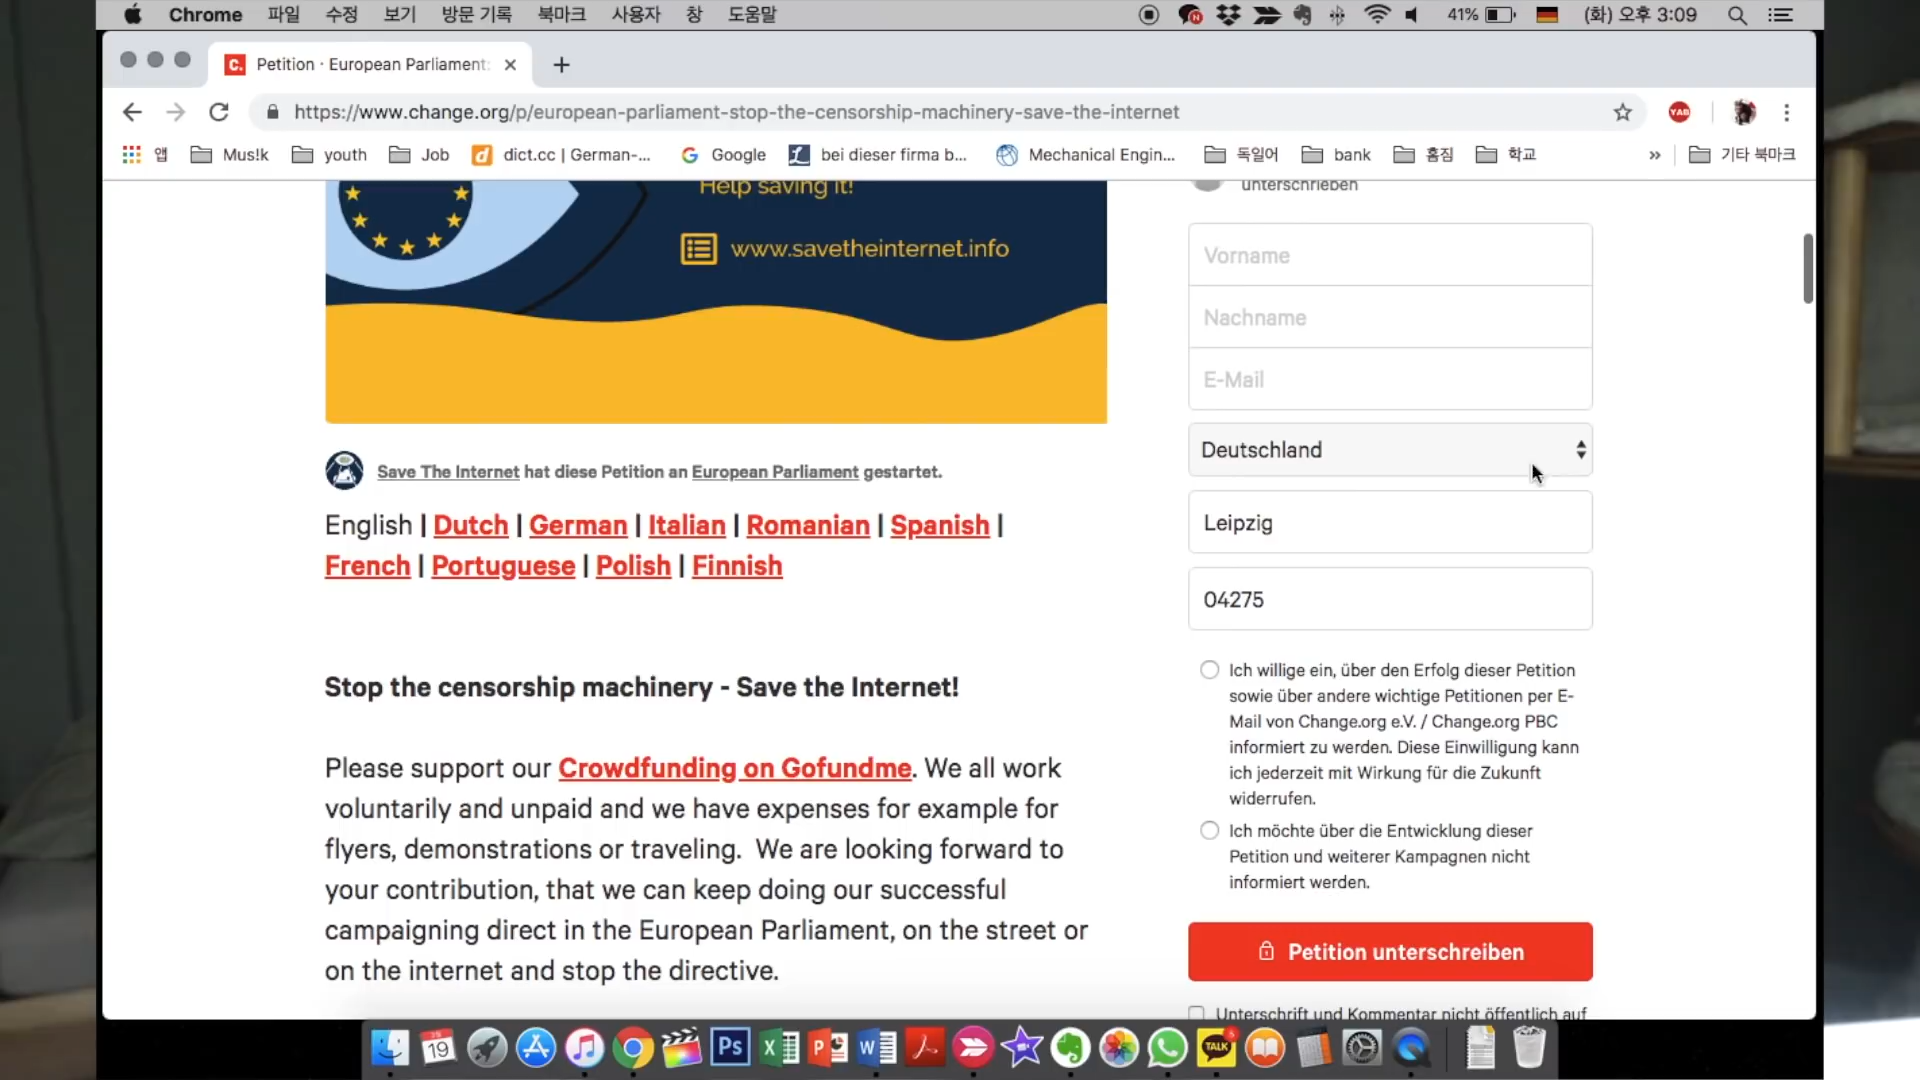 Chrome 파일 수정 보기 방문 기록 북마크 사용자 창 도움말 41% (화) 오후 3:09
C. Petition · European Parliament:
https://www.change.org/p/european-parliament-stop-the-censorship-machinery-save-the-internet
YAB
앱 Mus!k youth Job dict.cc | German-... Google bei dieser firma b... Mechanical Engin... 독일어 bank 홈짐 학교 » 기타 북마크
Help saving it!
www.savetheinternet.info
Save The Internet hat diese Petition an European Parliament gestartet.
English | Dutch | German | Italian | Romanian | Spanish |
French | Portuguese | Polish | Finnish
Stop the censorship machinery - Save the Internet!
Please support our Crowdfunding on Gofundme. We all work
voluntarily and unpaid and we have expenses for example for
flyers, demonstrations or traveling.  We are looking forward to
your contribution, that we can keep doing our successful
campaigning direct in the European Parliament, on the street or
on the internet and stop the directive.
unterschrieben
Vorname
Nachname
E-Mail
Deutschland
Leipzig
04275
Ich willige ein, über den Erfolg dieser Petition
sowie über andere wichtige Petitionen per E-
Mail von Change.org e.V. / Change.org PBC
informiert zu werden. Diese Einwilligung kann
ich jederzeit mit Wirkung für die Zukunft
widerrufen.
Ich möchte über die Entwicklung dieser
Petition und weiterer Kampagnen nicht
informiert werden.
Petition unterschreiben
Unterschrift und Kommentar nicht öffentlich auf
19 Ps X P W TALK